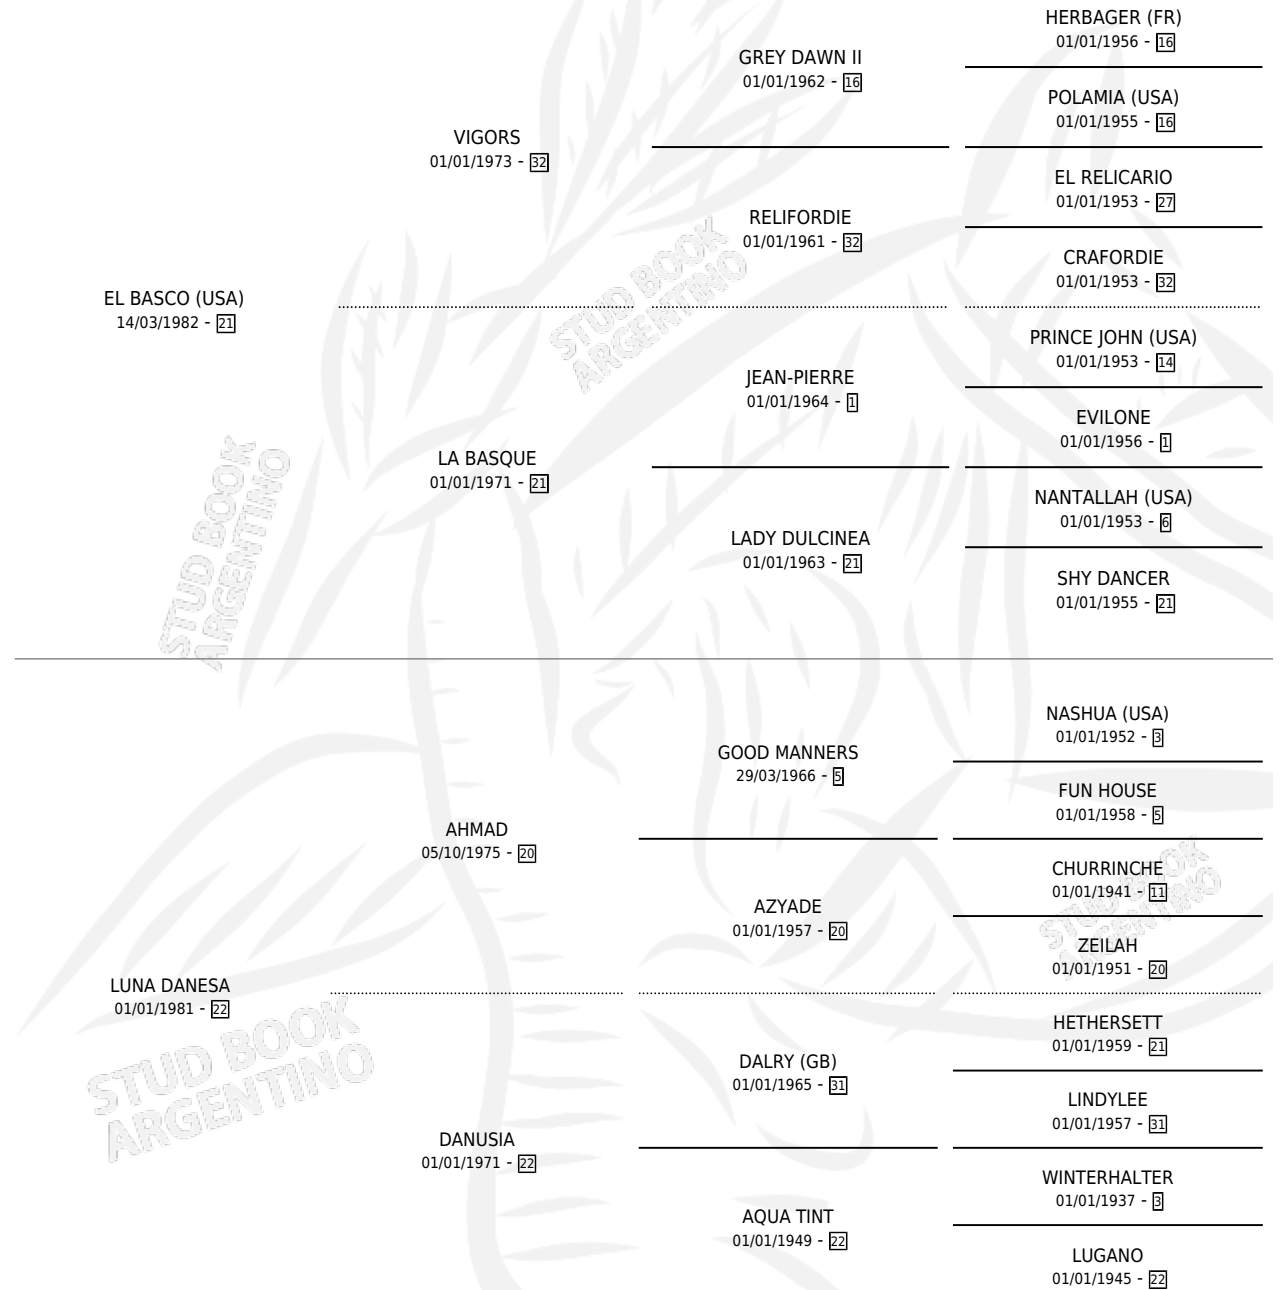 HERBAGER (FR)
01/01/1956 - 16
GREY DAWN II
01/01/1962 - 16
POLAMIA (USA)
01/01/1955 - 16
VIGORS
01/01/1973 - 32
EL RELICARIO
01/01/1953 - 27
RELIFORDIE
01/01/1961 - 32
CRAFORDIE
01/01/1953 - 32
EL BASCO (USA)
14/03/1982 - 21
PRINCE JOHN (USA)
01/01/1953 - 14
JEAN-PIERRE
01/01/1964 - 1
EVILONE
01/01/1956 - 1
LA BASQUE
01/01/1971 - 21
NANTALLAH (USA)
01/01/1953 - 6
LADY DULCINEA
01/01/1963 - 21
SHY DANCER
01/01/1955 - 21
NASHUA (USA)
01/01/1952 - 3
GOOD MANNERS
29/03/1966 - 5
FUN HOUSE
01/01/1958 - 5
AHMAD
05/10/1975 - 20
CHURRINCHE
01/01/1941 - 11
AZYADE
01/01/1957 - 20
ZEILAH
01/01/1951 - 20
LUNA DANESA
01/01/1981 - 22
HETHERSETT
01/01/1959 - 21
DALRY (GB)
01/01/1965 - 31
LINDYLEE
01/01/1957 - 31
DANUSIA
01/01/1971 - 22
WINTERHALTER
01/01/1937 - 3
AQUA TINT
01/01/1949 - 22
LUGANO
01/01/1945 - 22
STUD BOOK
ARGENTINO
STUD BOOK
ARGENTINO
STUD BOOK
ARGENTINO
STUD BOOK
ARGENTINO